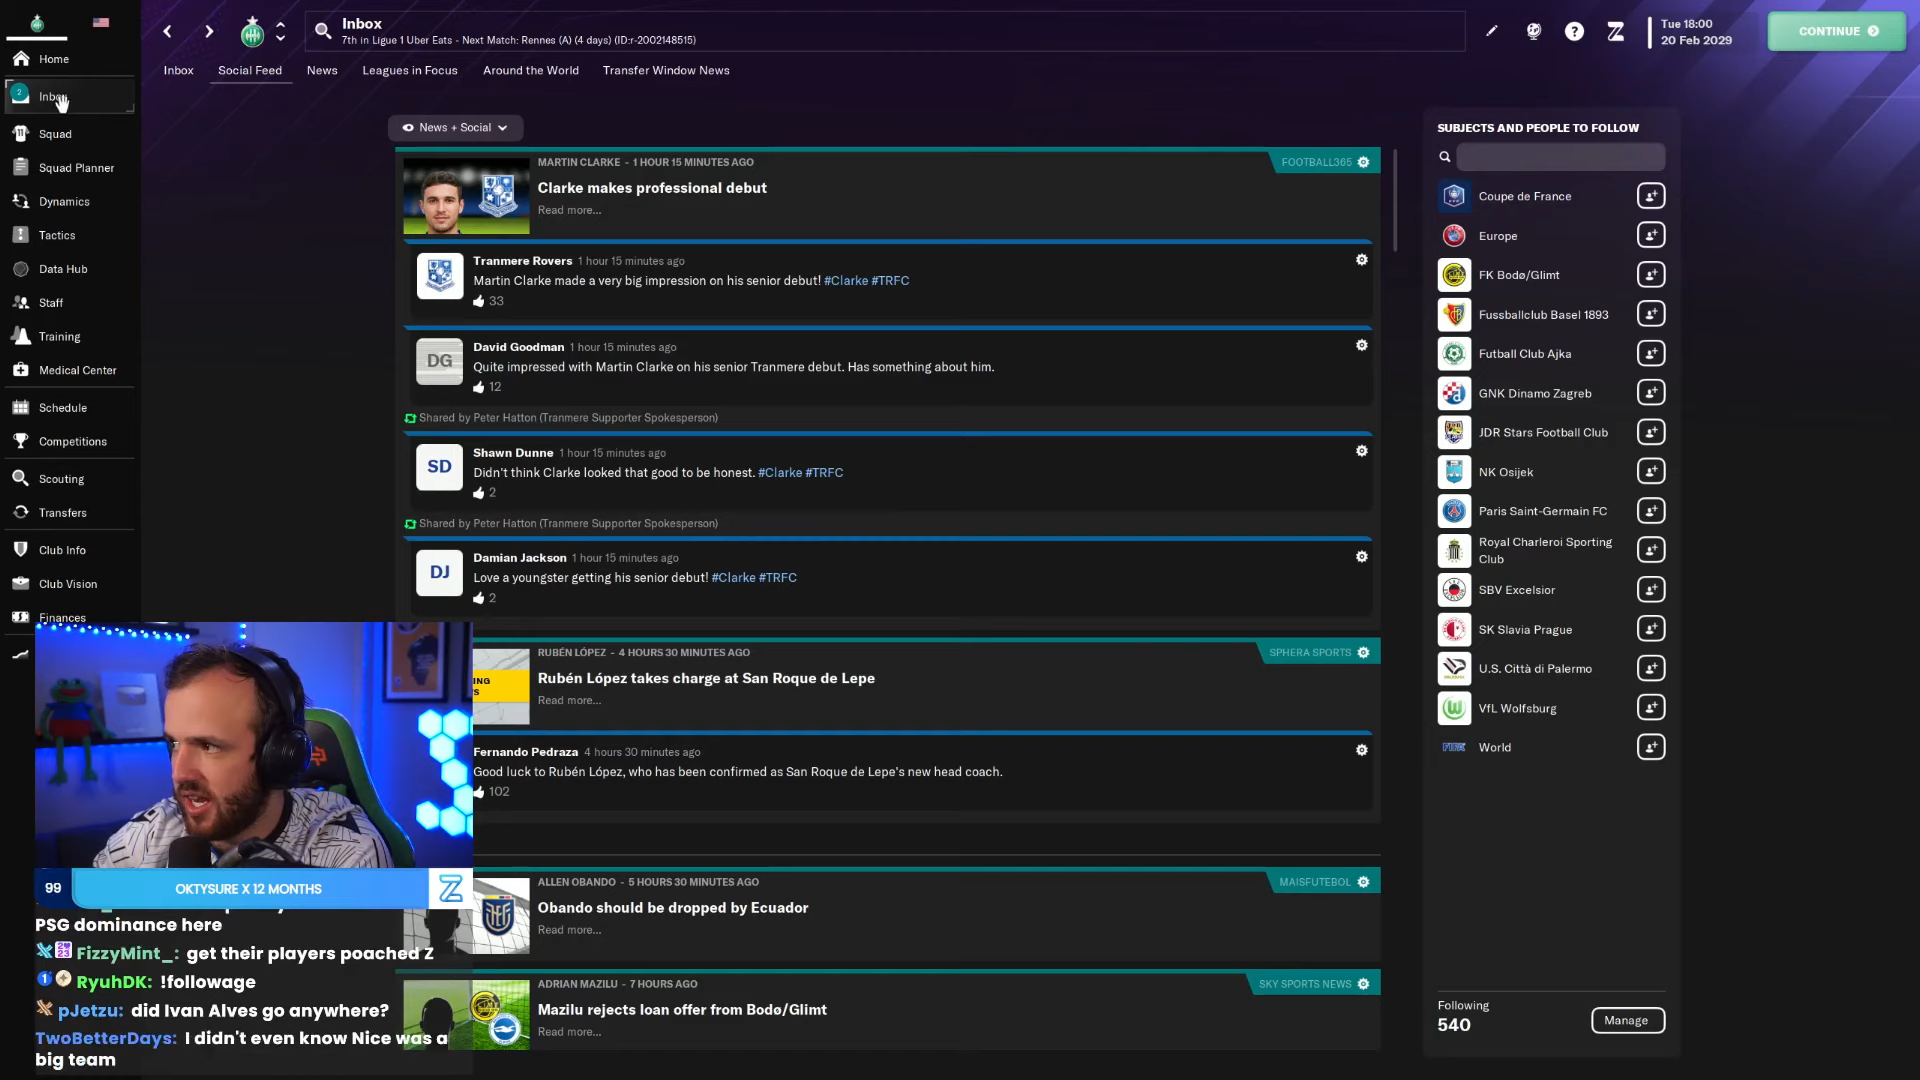 Inbox
7th in Ligue 1 Uber Eats - Next Match: Rennes (A) (4 days) (ID:r-2002148515)
Tue 18:00
20 Feb 2029
CONTINUE
Inbox
Social Feed
News
Leagues in Focus
Around the World
Transfer Window News
Home
2
Squad
Squad Planner
Dynamics
Tactics
Data Hub
Staff
Training
Medical Center
Schedule
Competitions
Scouting
Transfers
Club Info
Club Vision
Finances
News + Social
MARTIN CLARKE - 1 HOUR 15 MINUTES AGO
FOOTBALL365
Clarke makes professional debut
Read more...
Tranmere Rovers 1 hour 15 minutes ago
Martin Clarke made a very big impression on his senior debut! #Clarke #TRFC
33
DG
David Goodman 1 hour 15 minutes ago
Quite impressed with Martin Clarke on his senior Tranmere debut. Has something about him.
12
Shared by Peter Hatton (Tranmere Supporter Spokesperson)
SD
Shawn Dunne 1 hour 15 minutes ago
Didn't think Clarke looked that good to be honest. #Clarke #TRFC
2
Shared by Peter Hatton (Tranmere Supporter Spokesperson)
DJ
Damian Jackson 1 hour 15 minutes ago
Love a youngster getting his senior debut! #Clarke #TRFC
2
RUBÉN LÓPEZ - 4 HOURS 30 MINUTES AGO
SPHERA SPORTS
Rubén López takes charge at San Roque de Lepe
Read more...
Fernando Pedraza 4 hours 30 minutes ago
Good luck to Rubén López, who has been confirmed as San Roque de Lepe's new head coach.
102
ALLEN OBANDO - 5 HOURS 30 MINUTES AGO
MAISFUTEBOL
Obando should be dropped by Ecuador
Read more...
ADRIAN MAZILU - 7 HOURS AGO
SKY SPORTS NEWS
Mazilu rejects loan offer from Bodø/Glimt
Read more...
SUBJECTS AND PEOPLE TO FOLLOW
Coupe de France
Europe
FK Bodø/Glimt
Fussballclub Basel 1893
Futball Club Ajka
GNK Dinamo Zagreb
JDR Stars Football Club
NK Osijek
Paris Saint-Germain FC
Royal Charleroi Sporting
Club
SBV Excelsior
SK Slavia Prague
U.S. Città di Palermo
VfL Wolfsburg
World
Following
540
Manage
99
OKTYSURE X 12 MONTHS
PSG dominance here
FizzyMint_: get their players poached Z
RyuhDK: !followage
pJetzu: did Ivan Alves go anywhere?
TwoBetterDays: I didn't even know Nice was a
big team